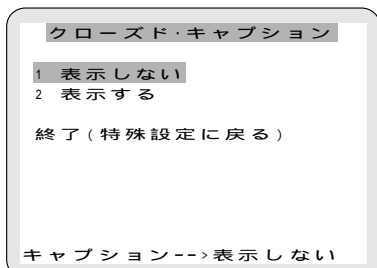 クローズド･キャプション
1 表示しない
2 表示する
終了(特殊設定に戻る)
キャプション-->表示しない